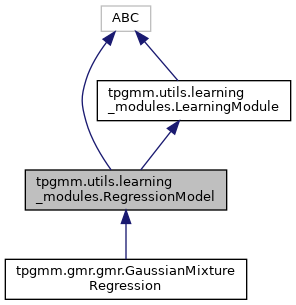 ABC
tpgmm.utils.learning
_modules.LearningModule
tpgmm.utils.learning
_modules.RegressionModel
tpgmm.gmr.gmr.GaussianMixture
Regression